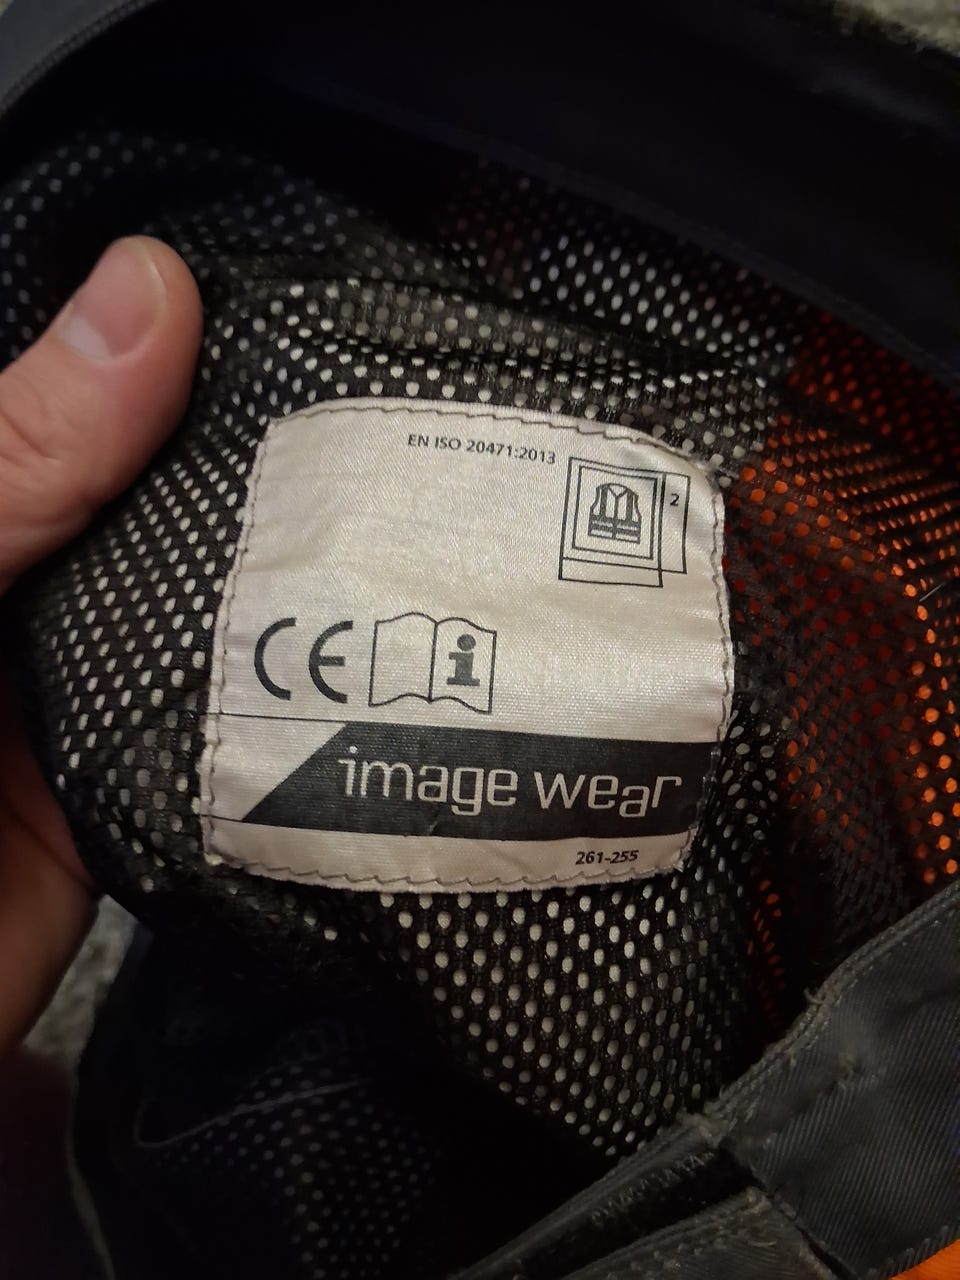 EN ISO 20471:2013
2
CE
i
image wear
261-255